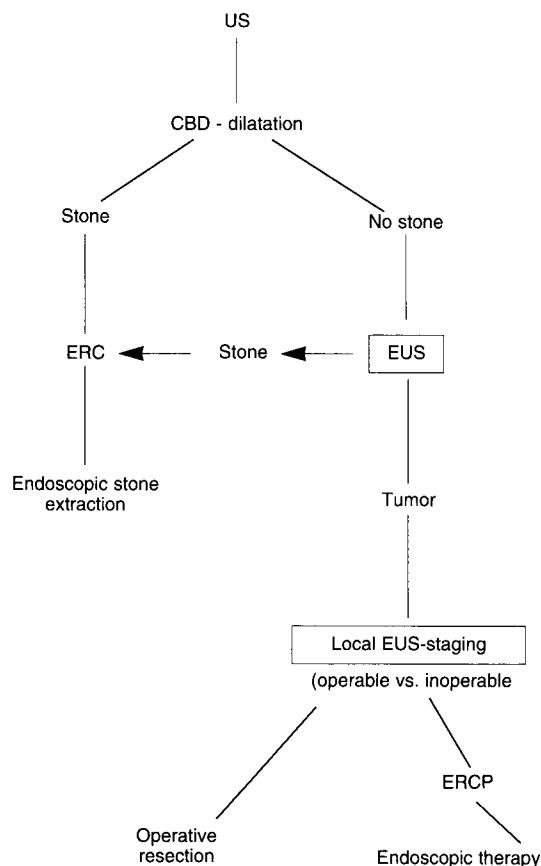 US
CBD - dilatation
Stone
No stone
ERC
Stone
EUS
Endoscopic stone
extraction
Tumor
Local EUS-staging
(operable vs. inoperable
ERCP
Operative
resection
Endoscopic therapy